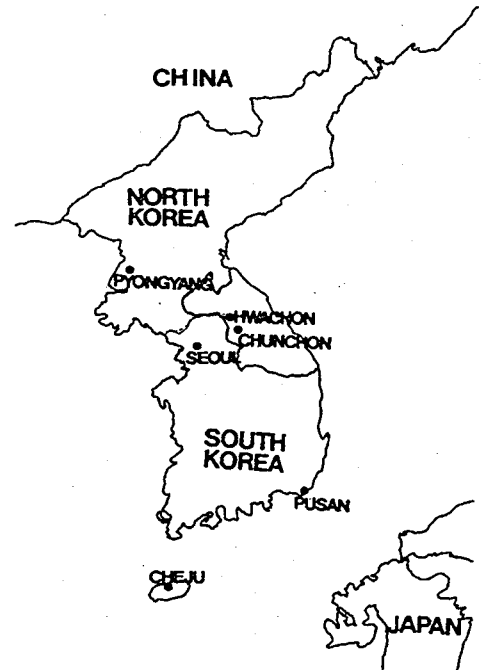 CHINA
NORTH
KOREA
PYONGYANG
HWACHON
CHUNCHON
SEOUL
SOUTH
KOREA
PUSAN
CHEJU
JAPAN